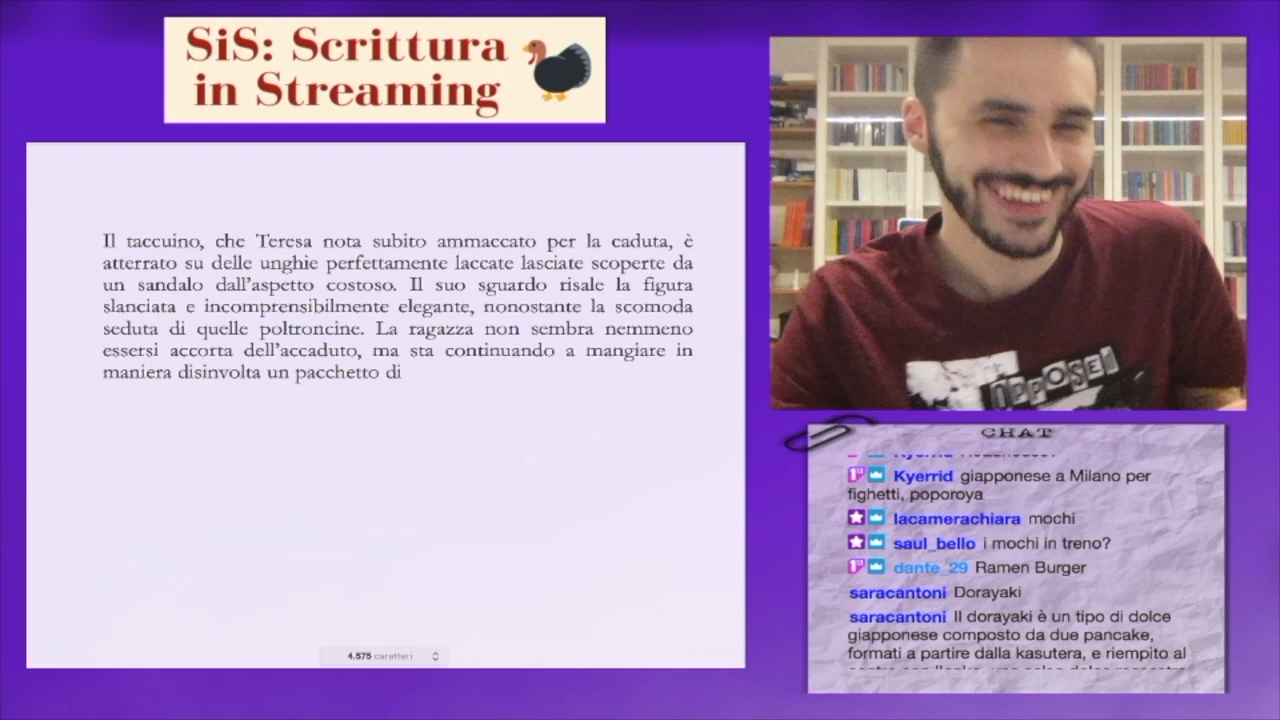 SiS: Scrittura
in Streaming
Il taccuino, che Teresa nota subito ammaccato per la caduta, è
atterrato su delle unghie perfettamente laccate lasciate scoperte da
un sandalo dall’aspetto costoso. Il suo sguardo risale la figura
slanciata e incomprensibilmente elegante, nonostante la scomoda
seduta di quelle poltroncine. La ragazza non sembra nemmeno
essersi accorta dell’accaduto, ma sta continuando a mangiare in
maniera disinvolta un pacchetto di
4.575 caratteri
CHAT
Kyerrid giapponese a Milano per
fighetti, poporoya
lacamerachiara mochi
saul_bello i mochi in treno?
dante_29 Ramen Burger
saracantoni Dorayaki
saracantoni Il dorayaki è un tipo di dolce
giapponese composto da due pancake,
formati a partire dalla kasutera, e riempito al